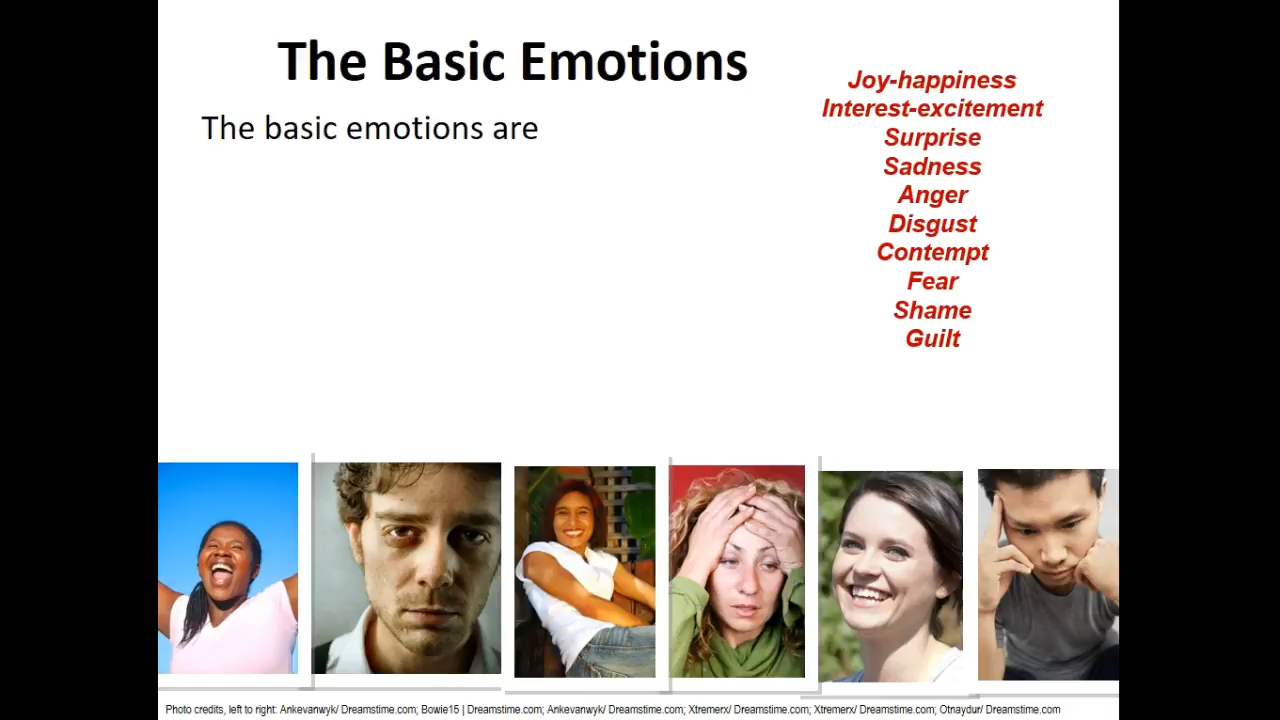 The Basic Emotions
The basic emotions are
Joy-happiness
Interest-excitement
Surprise
Sadness
Anger
Disgust
Contempt
Fear
Shame
Guilt
Photo credits, left to right: Ankevanwyk/ Dreamstime.com; Bowie15 | Dreamstime.com; Ankevanwyk/ Dreamstime.com; Xtremerx/ Dreamstime.com; Xtremerx/ Dreamstime.com; Otnaydur/ Dreamstime.com